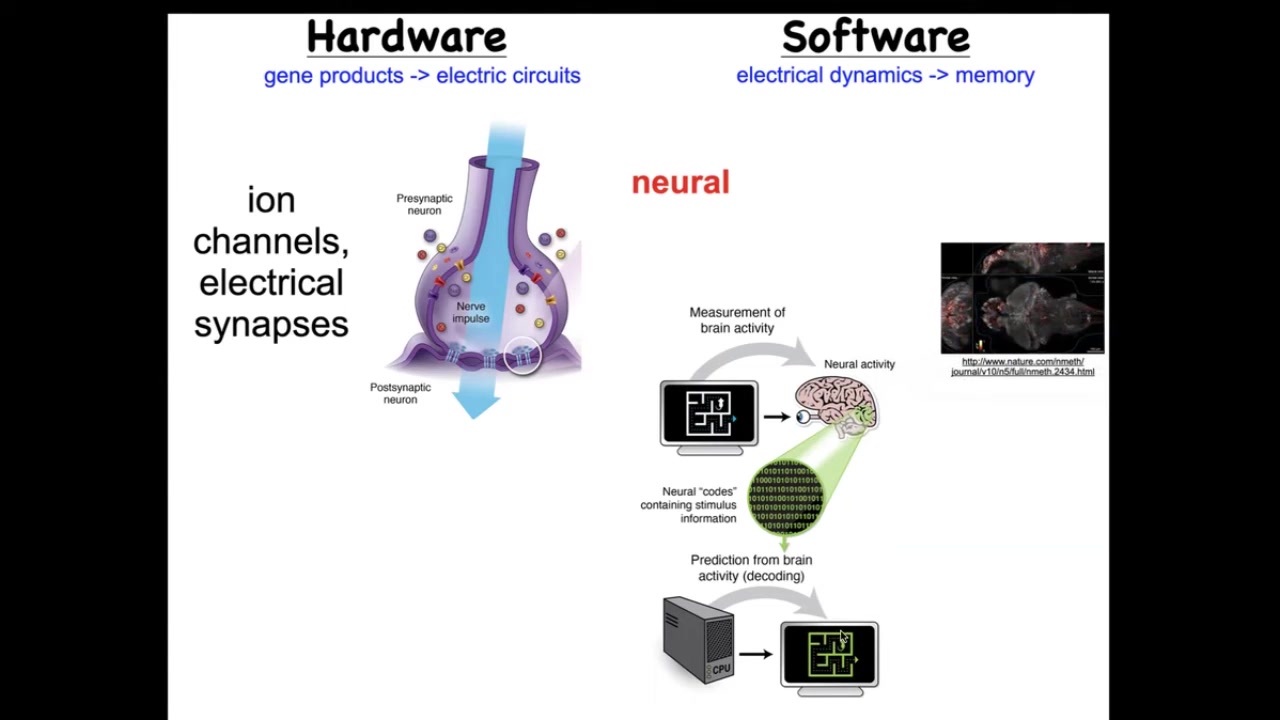 Hardware
gene products -> electric circuits
Software
electrical dynamics -> memory
neural
ion
channels,
electrical
synapses
Presynaptic
neuron
Nerve
impulse
Postsynaptic
neuron
Measurement of
brain activity
Neural activity
Neural "codes"
containing stimulus
information
Prediction from brain
activity (decoding)
CPU
http://www.nature.com/nmeth/
journal/v10/n5/full/nmeth.2434.html